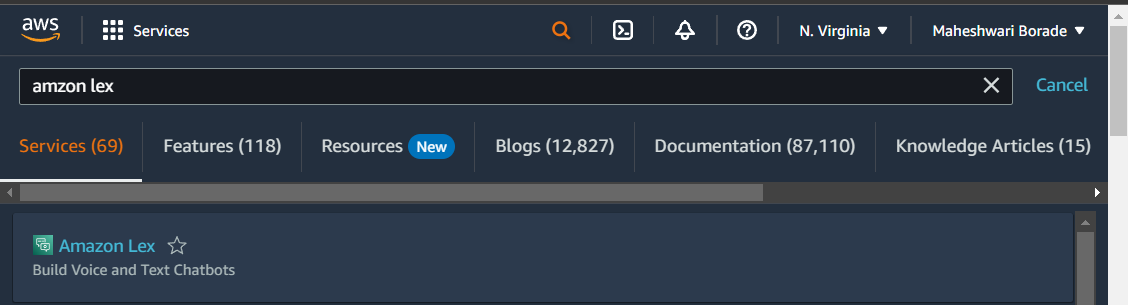 aws Services N. Virginia Maheshwari Borade
amzon lex Cancel
Services (69) Features (118) Resources New Blogs (12,827) Documentation (87,110) Knowledge Articles (15)
Amazon Lex
Build Voice and Text Chatbots